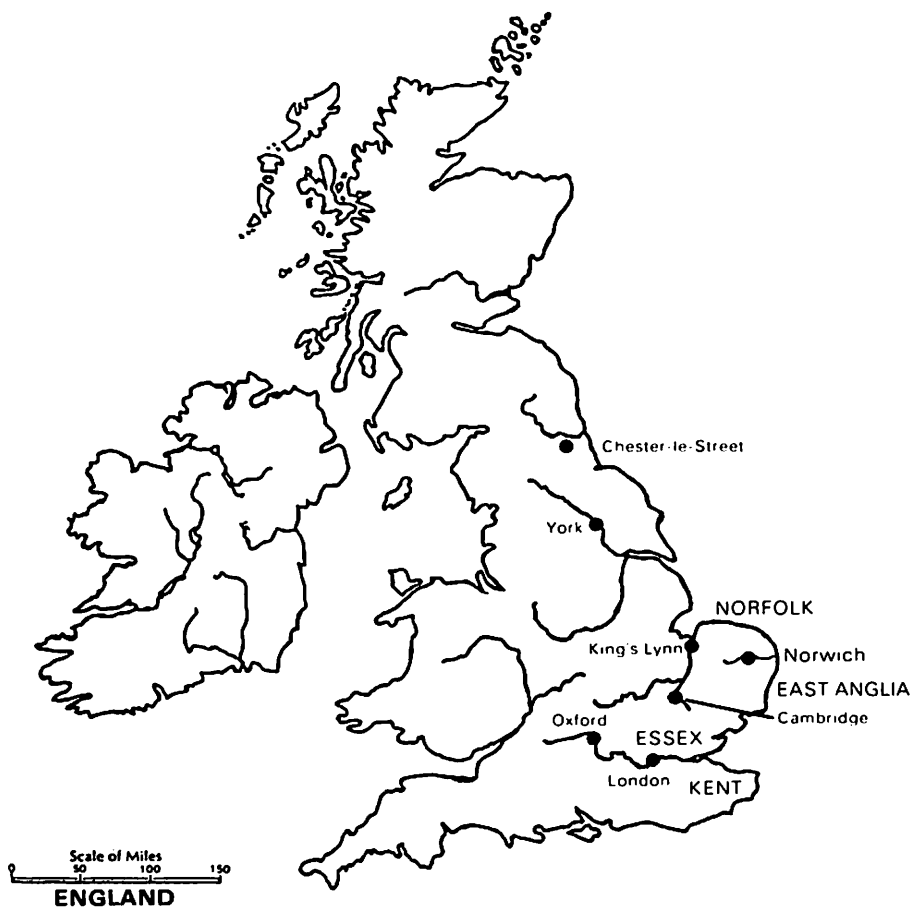 Chester-le-Street
York
NORFOLK
King's Lynn
Norwich
EAST ANGLIA
Cambridge
Oxford
ESSEX
London
KENT
Scale of Miles
0 50 100 150
ENGLAND